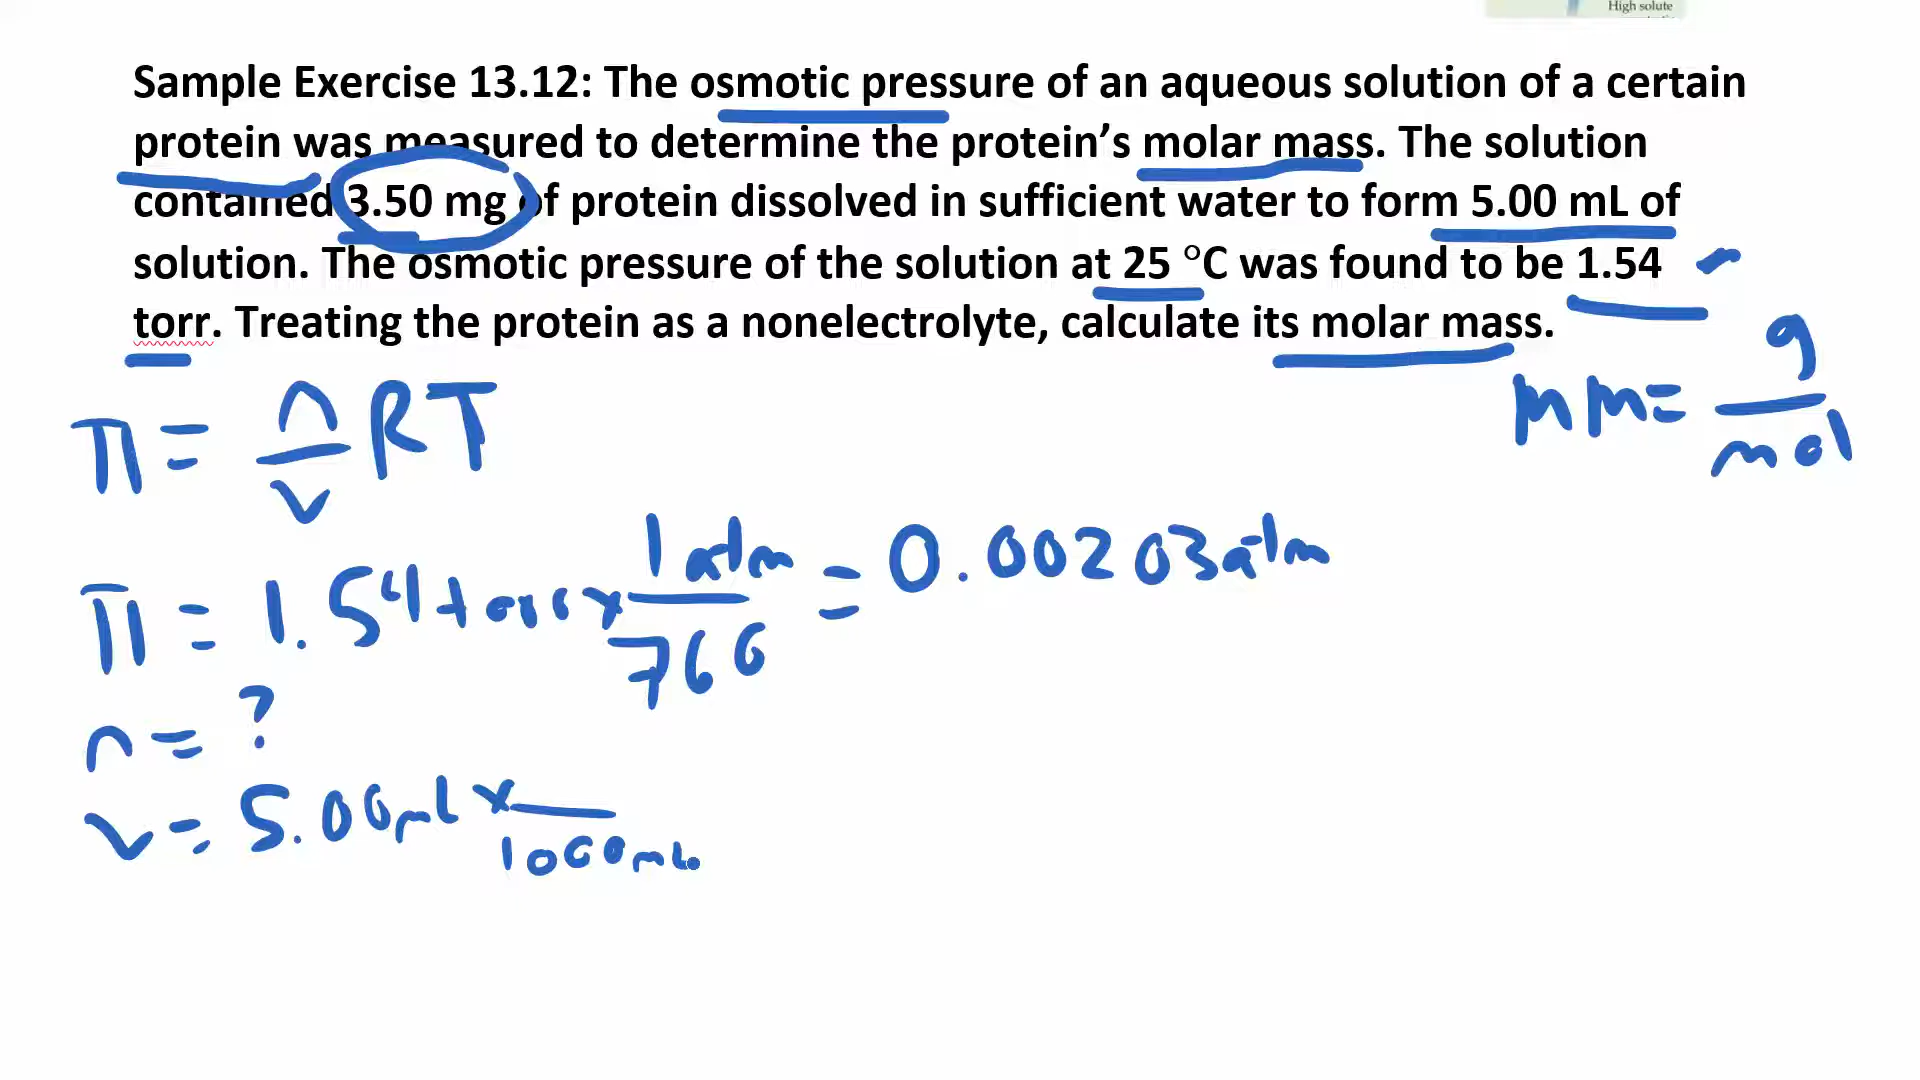 High solute
Sample Exercise 13.12: The osmotic pressure of an aqueous solution of a certain
protein was measured to determine the protein's molar mass. The solution
contained 3.50 mg of protein dissolved in sufficient water to form 5.00 mL of
solution. The osmotic pressure of the solution at 25 °C was found to be 1.54
torr. Treating the protein as a nonelectrolyte, calculate its molar mass.
π = n/v RT
MM = g/mol
π = 1.54 torr x 1 atm/760 = 0.00203 atm
n = ?
v = 5.00 mL x /1000 mL